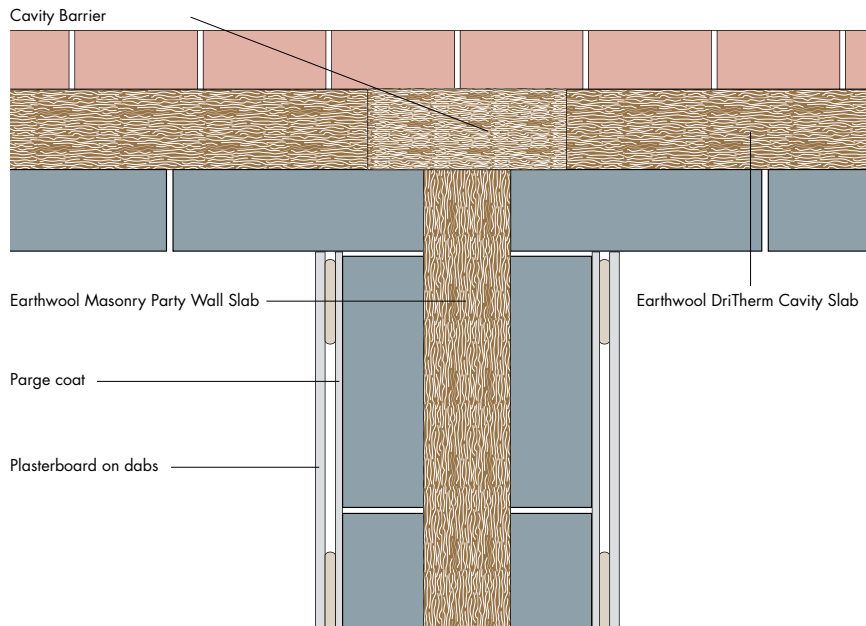 Cavity Barrier
Earthwool Masonry Party Wall Slab
Earthwool DriTherm Cavity Slab
Parge coat
Plasterboard on dabs